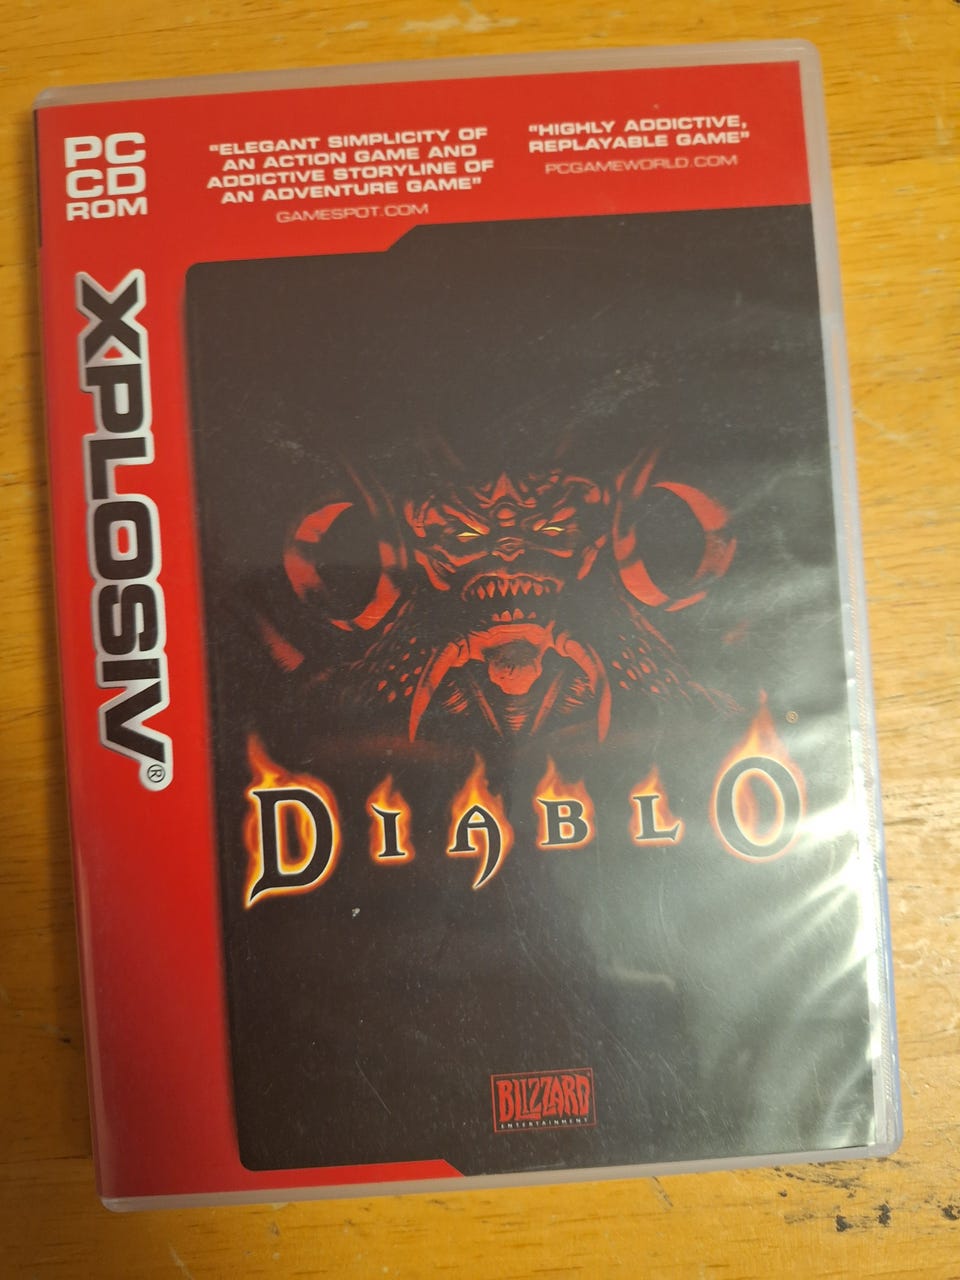 PC
CD
ROM
"ELEGANT SIMPLICITY OF
AN ACTION GAME AND
ADDICTIVE STORYLINE OF
AN ADVENTURE GAME"
GAMESPOT.COM
"HIGHLY ADDICTIVE,
REPLAYABLE GAME"
PCGAMEWORLD.COM
XPLOSIV®
DIABLO®
BLIZZARD
ENTERTAINMENT